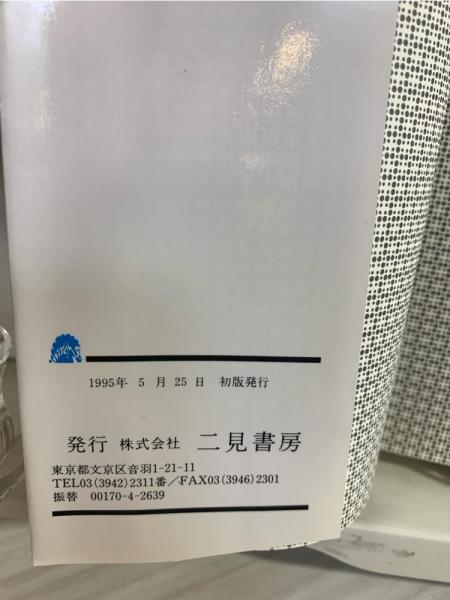 1995年 5 月 25 日 初版発行
発行 株式会社 二見書房
東京都文京区音羽1-21-11
TEL03(3942)2311番/FAX03(3946)2301
振替 00170-4-2639